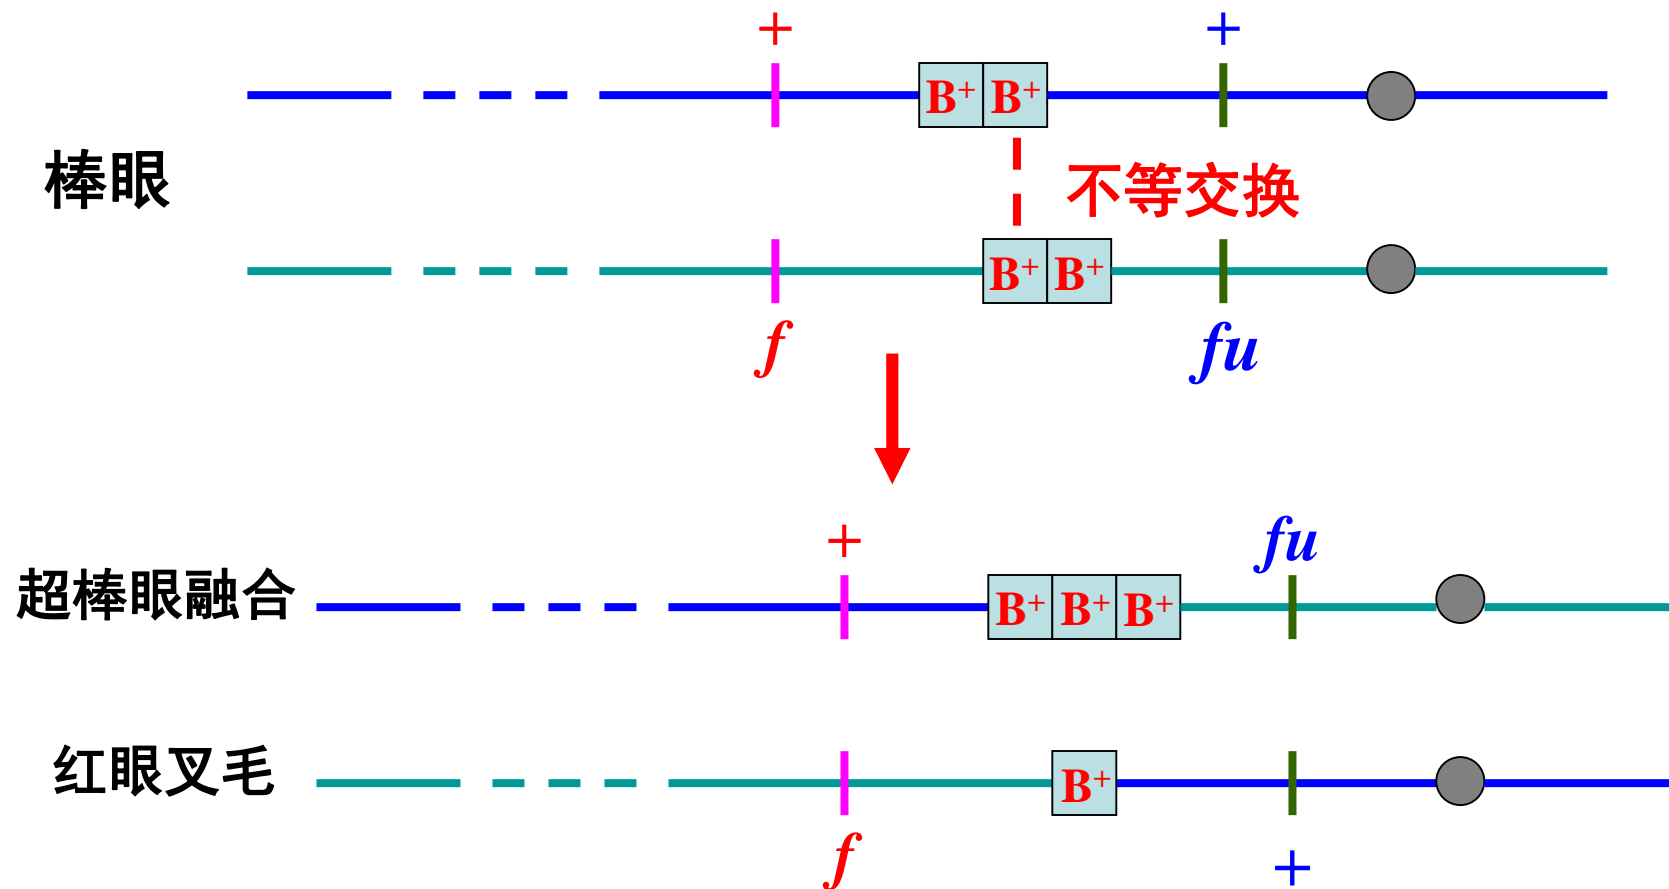 + +
B⁺ B⁺
棒眼
不等交换
B⁺ B⁺
f fu
+ fu
超棒眼融合
B⁺ B⁺ B⁺
红眼叉毛
B⁺
f +